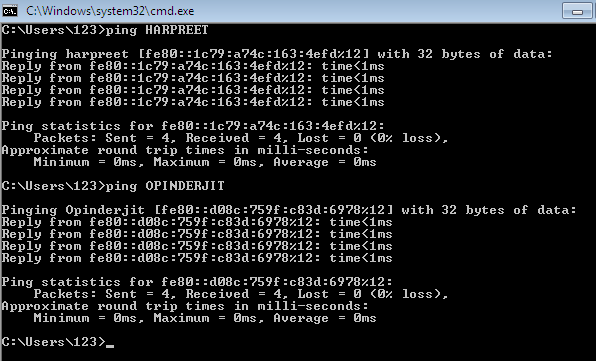 C:\Windows\system32\cmd.exe
C:\Users\123>ping HARPREET
Pinging harpreet [fe80::1c79:a74c:163:4efd%12] with 32 bytes of data:
Reply from fe80::1c79:a74c:163:4efd%12: time<1ms
Reply from fe80::1c79:a74c:163:4efd%12: time<1ms
Reply from fe80::1c79:a74c:163:4efd%12: time<1ms
Reply from fe80::1c79:a74c:163:4efd%12: time<1ms
Ping statistics for fe80::1c79:a74c:163:4efd%12:
    Packets: Sent = 4, Received = 4, Lost = 0 (0% loss),
Approximate round trip times in milli-seconds:
    Minimum = 0ms, Maximum = 0ms, Average = 0ms
C:\Users\123>ping OPINDERJIT
Pinging Opinderjit [fe80::d08c:759f:c83d:6978%12] with 32 bytes of data:
Reply from fe80::d08c:759f:c83d:6978%12: time<1ms
Reply from fe80::d08c:759f:c83d:6978%12: time<1ms
Reply from fe80::d08c:759f:c83d:6978%12: time<1ms
Reply from fe80::d08c:759f:c83d:6978%12: time<1ms
Ping statistics for fe80::d08c:759f:c83d:6978%12:
    Packets: Sent = 4, Received = 4, Lost = 0 (0% loss),
Approximate round trip times in milli-seconds:
    Minimum = 0ms, Maximum = 0ms, Average = 0ms
C:\Users\123>_